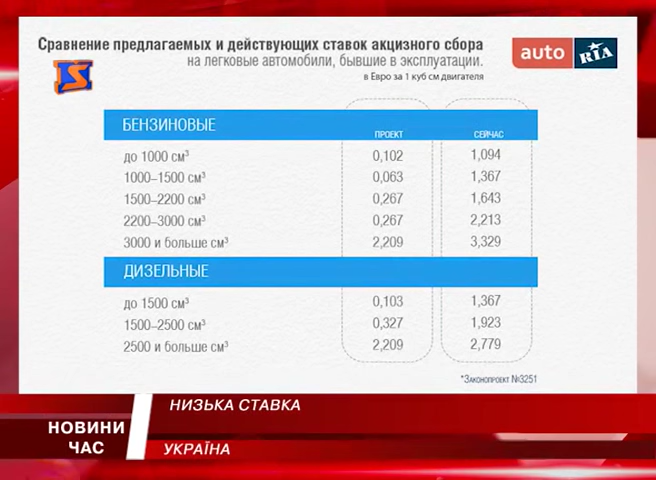 Сравнение предлагаемых и действующих ставок акцизного сбора
на легковые автомобили, бывшие в эксплуатации.
в Евро за 1 куб см двигателя
auto RIA
БЕНЗИНОВЫЕ ПРОЕКТ СЕЙЧАС
до 1000 см³ 0,102 1,094
1000–1500 см³ 0,063 1,367
1500–2200 см³ 0,267 1,643
2200–3000 см³ 0,267 2,213
3000 и больше см³ 2,209 3,329
ДИЗЕЛЬНЫЕ
до 1500 см³ 0,103 1,367
1500–2500 см³ 0,327 1,923
2500 и больше см³ 2,209 2,779
*Законопроект №3251
НИЗЬКА СТАВКА
НОВИНИ
ЧАС
УКРАЇНА